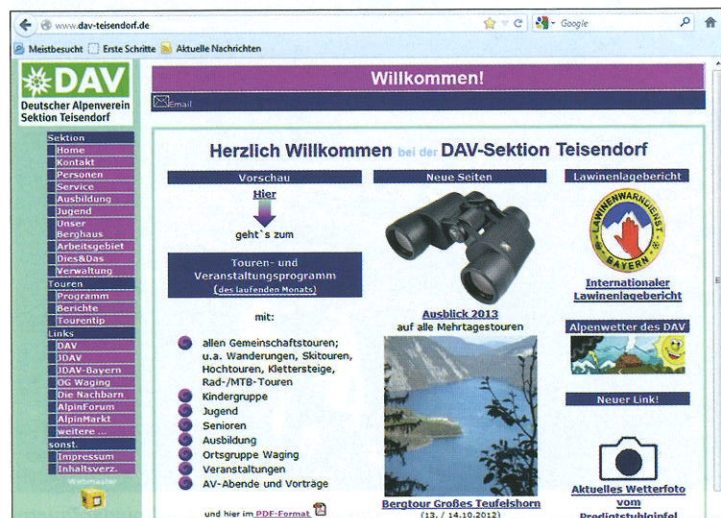 www.dav-teisendorf.de
Google
Meistbesucht
Erste Schritte
Aktuelle Nachrichten
DAV
Deutscher Alpenverein
Sektion Teisendorf
Sektion
Home
Kontakt
Personen
Service
Ausbildung
Jugend
Unser
Berghaus
Arbeitsgebiet
Dies&Das
Verwaltung
Touren
Programm
Berichte
Tourentip
Links
DAV
JDAV
JDAV-Bayern
OG Waging
Die Nachbarn
AlpinForum
AlpinMarkt
weitere ...
sonst.
Impressum
Inhaltsverz.
Webmaster
Willkommen!
Email
Herzlich Willkommen bei der DAV-Sektion Teisendorf
Vorschau
Hier
geht`s zum
Touren- und
Veranstaltungsprogramm
(des laufenden Monats)
mit:
allen Gemeinschaftstouren;
u.a. Wanderungen, Skitouren,
Hochtouren, Klettersteige,
Rad-/MTB-Touren
Kindergruppe
Jugend
Senioren
Ausbildung
Ortsgruppe Waging
Veranstaltungen
AV-Abende und Vorträge
und hier im PDF-Format
Neue Seiten
Ausblick 2013
auf alle Mehrtagestouren
Bergtour Großes Teufelshorn
(13. / 14.10.2012)
Lawinenlagebericht
LAWINENWARNDIENST
BAYERN
Internationaler
Lawinenlagebericht
Alpenwetter des DAV
Neuer Link!
Aktuelles Wetterfoto
vom
Predigtstuhlgipfel